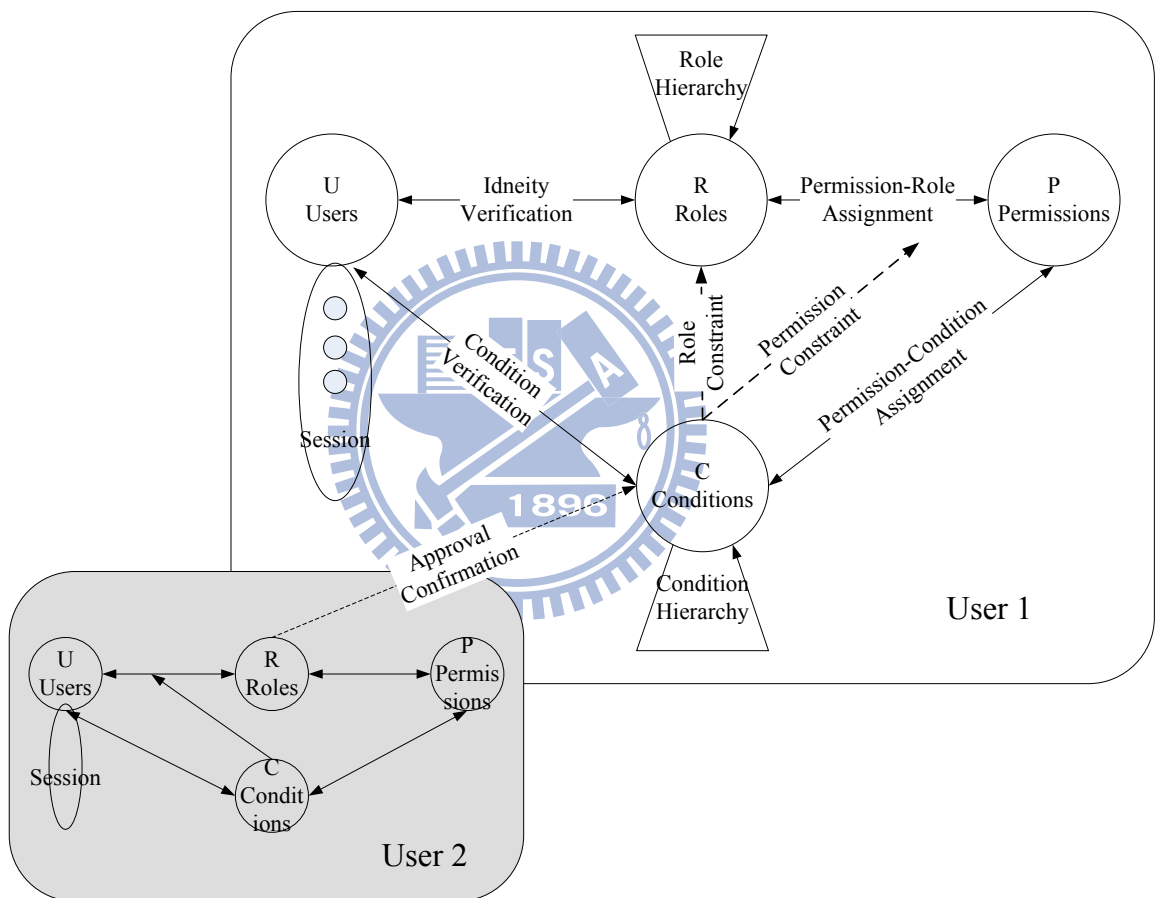 Role
Hierarchy
U
Users
Idneity
Verification
R
Roles
Permission-Role
Assignment
P
Permissions
Condition
Verification
Role
Constraint
Permission
Constraint
Permission-Condition
Assignment
Session
E S A
1896
C
Conditions
Approval
Confirmation
Condition
Hierarchy
User 1
U
Users
R
Roles
P
Permis
sions
Session
C
Condit
ions
User 2